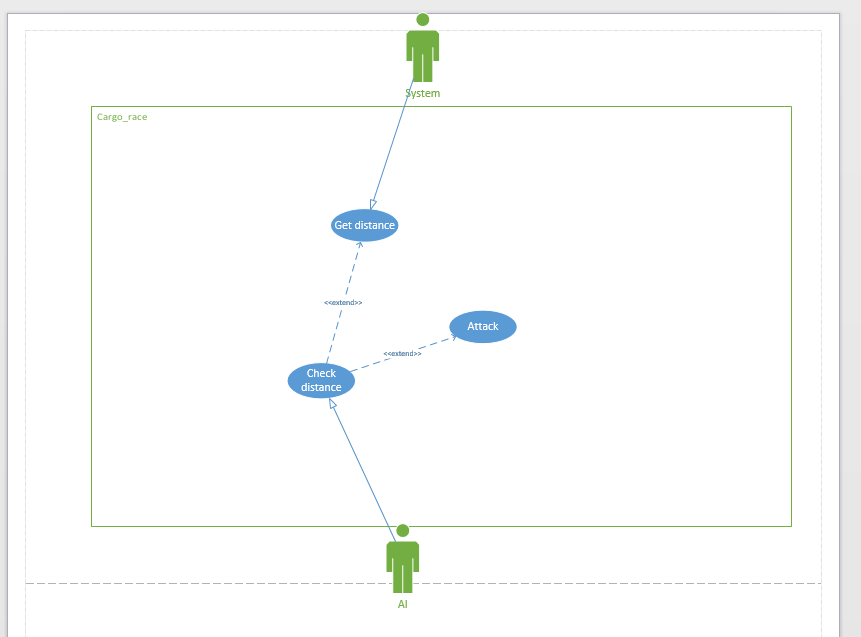 System
Cargo_race
Get distance
<<extend>>
Attack
<<extend>>
Check
distance
AI